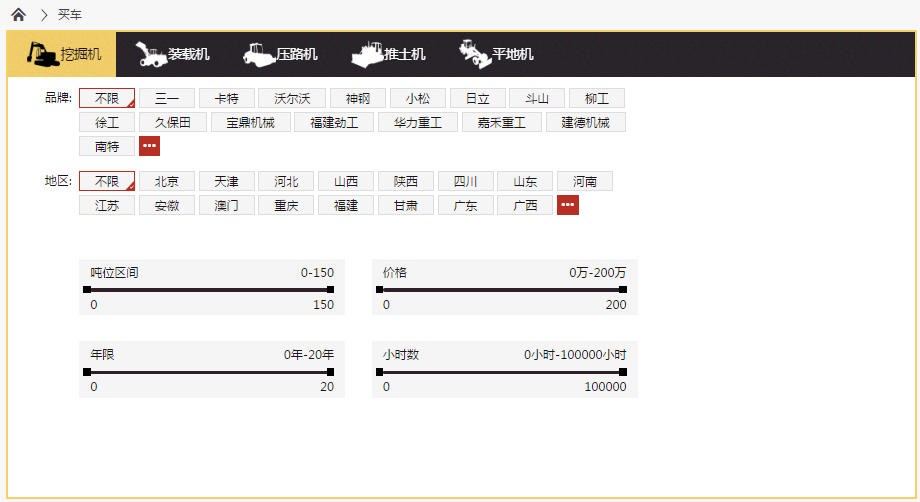 买车
挖掘机 装载机 压路机 推土机 平地机
品牌: 不限 三一 卡特 沃尔沃 神钢 小松 日立 斗山 柳工
徐工 久保田 宝鼎机械 福建劲工 华力重工 嘉禾重工 建德机械
南特
地区: 不限 北京 天津 河北 山西 陕西 四川 山东 河南
江苏 安徽 澳门 重庆 福建 甘肃 广东 广西
吨位区间 0-150 价格 0万-200万
0 150 0 200
年限 0年-20年 小时数 0小时-100000小时
0 20 0 100000